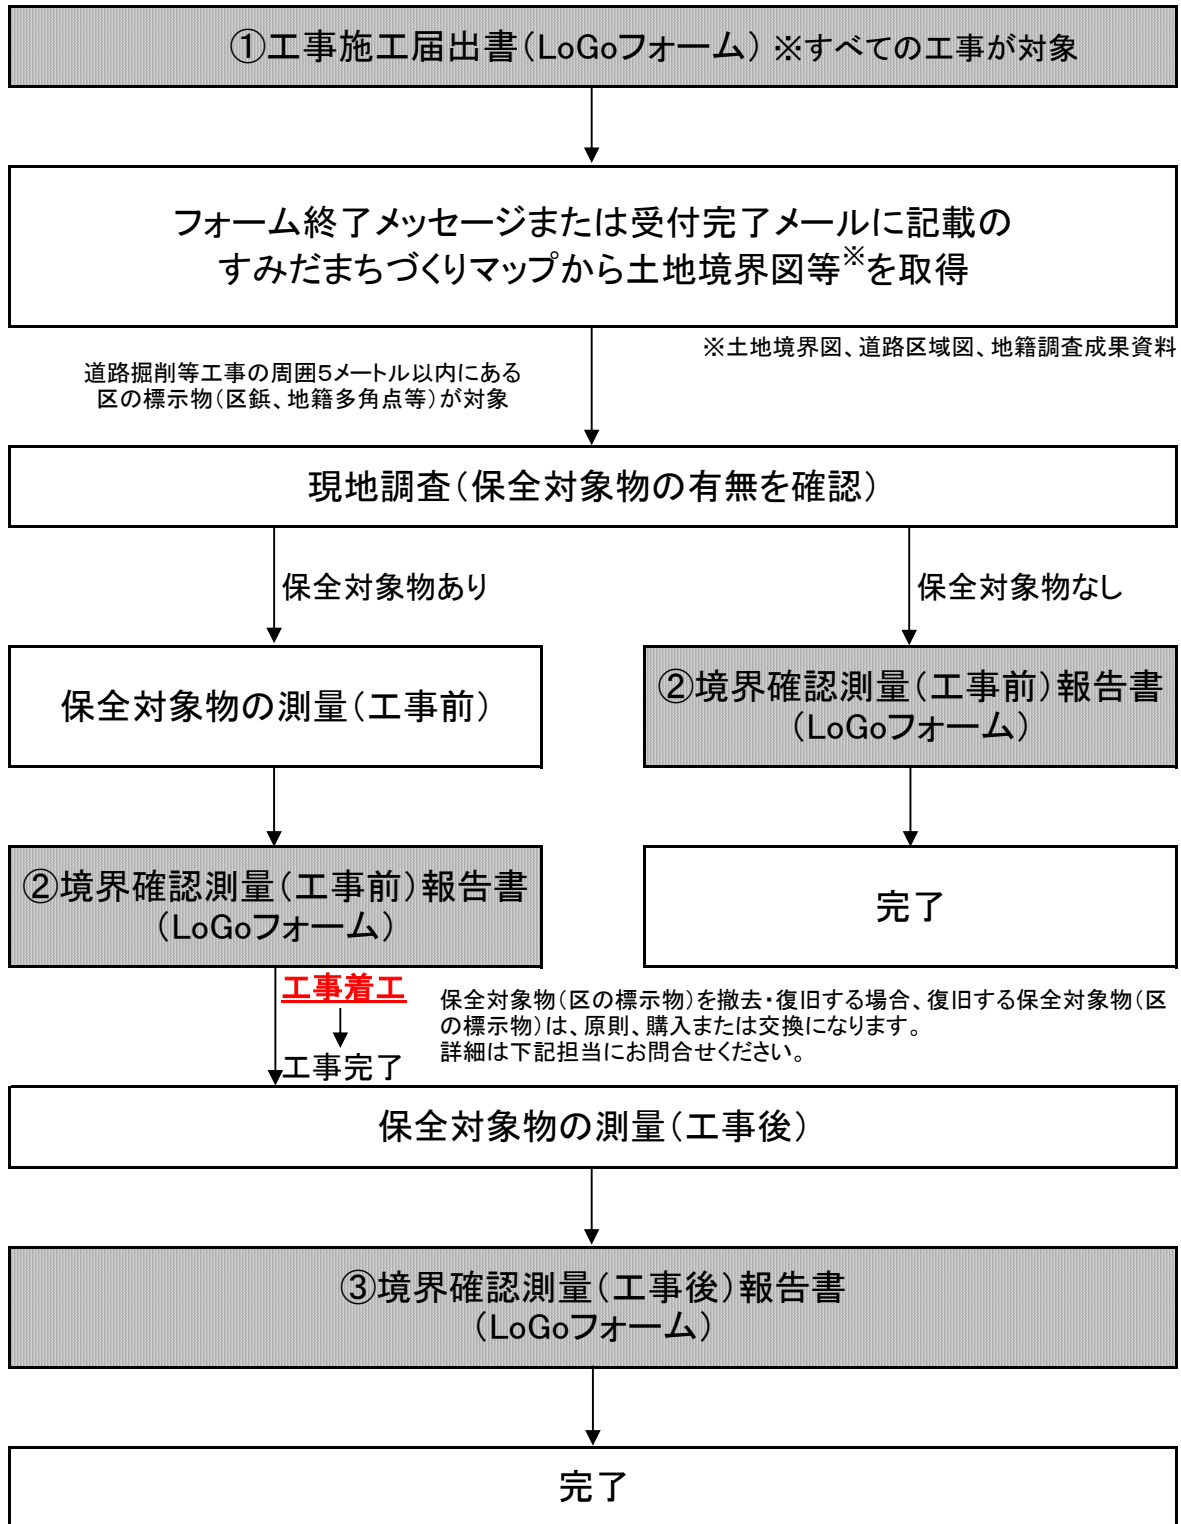 ①工事施工届出書(LoGoフォーム) ※すべての工事が対象
フォーム終了メッセージまたは受付完了メールに記載の
すみだまちづくりマップから土地境界図等※を取得
※土地境界図、道路区域図、地籍調査成果資料
道路掘削等工事の周囲5メートル以内にある
区の標示物(区鋲、地籍多角点等)が対象
現地調査(保全対象物の有無を確認)
保全対象物あり
保全対象物なし
保全対象物の測量(工事前)
②境界確認測量(工事前)報告書
(LoGoフォーム)
②境界確認測量(工事前)報告書
(LoGoフォーム)
完了
工事着工
保全対象物(区の標示物)を撤去・復旧する場合、復旧する保全対象物(区
の標示物)は、原則、購入または交換になります。
詳細は下記担当にお問合せください。
工事完了
保全対象物の測量(工事後)
③境界確認測量(工事後)報告書
(LoGoフォーム)
完了